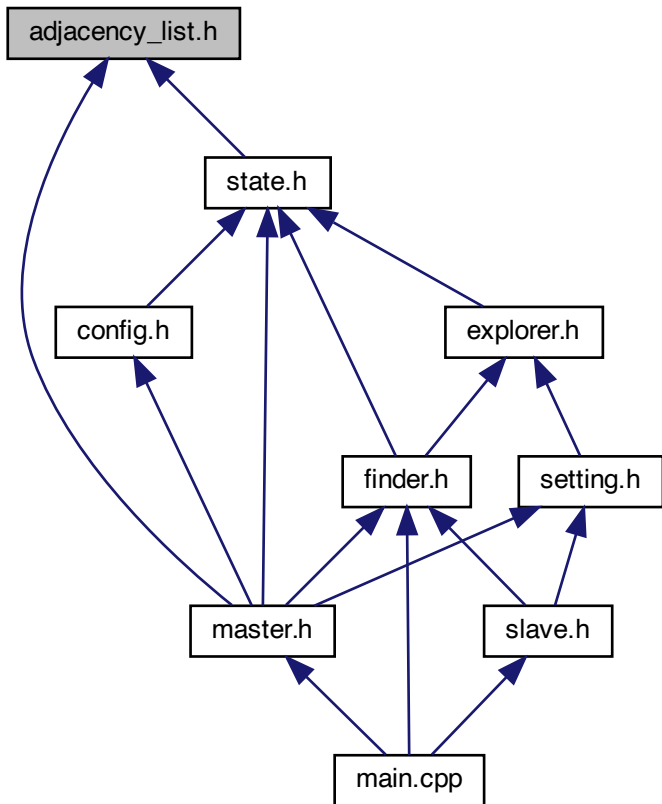 adjacency_list.h
state.h
config.h
explorer.h
finder.h
setting.h
master.h
slave.h
main.cpp